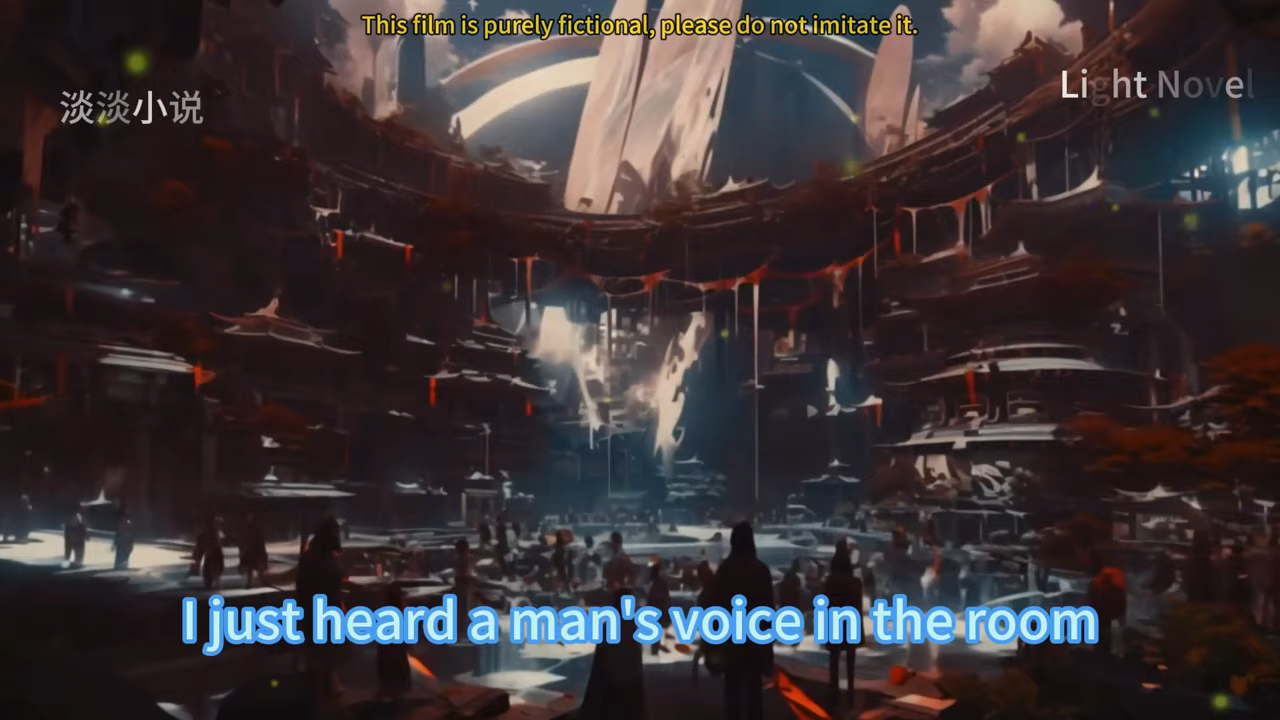 This film is purely fictional, please do not imitate it.
淡淡小说
Light Novel
I just heard a man's voice in the room